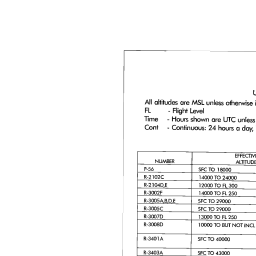 U
All altitudes are MSL unless otherwise
FL - Flight Level
Time - Hours shown are UTC unless
Cont - Continuous: 24 hours a day,
EFFECTIV
NUMBER ALTITUDE
P-56 SFC TO 18000
R-2102C 14000 TO 24000
R-2104D,E 12000 TO FL 300
R-3002F 14000 TO FL 250
R-3005A,B,D,E SFC TO 29000
R-3005C SFC TO 29000
R-3007D 13000 TO FL 250
R-3008D 10000 TO BUT NOT INCL
R-3401A SFC TO 40000
R-3403A SFC TO 43000